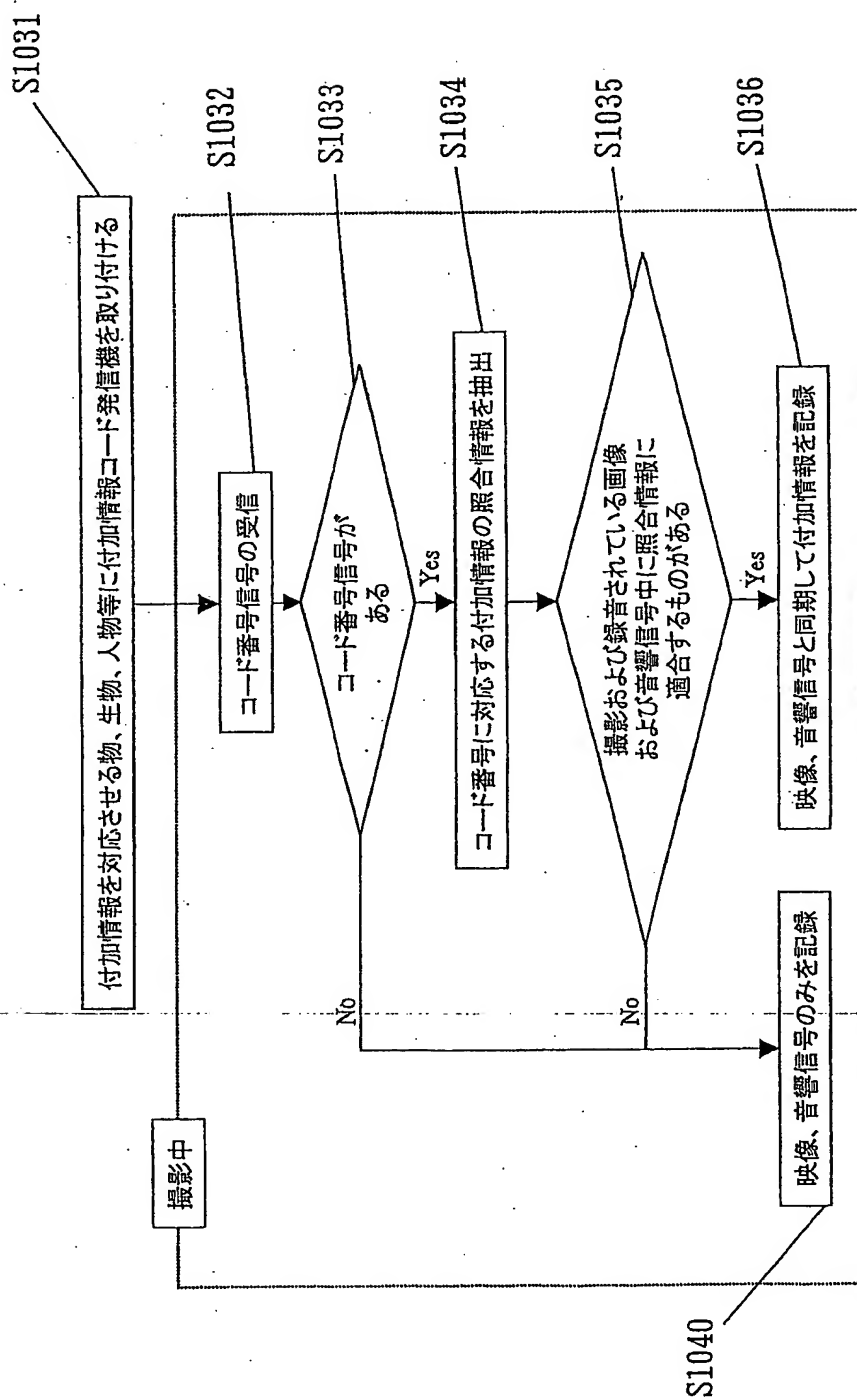 S1031
付加情報を対応させる物、生物、人物等に付加情報コード発信機を取り付ける
撮影中
S1032
コード番号信号の受信
S1033
コード番号信号が
ある
Yes
No
S1034
コード番号に対応する付加情報の照合情報を抽出
S1035
撮影および録音されている画像
および音響信号中に照合情報に
適合するものがある
Yes
No
S1036
映像、音響信号と同期して付加情報を記録
映像、音響信号のみを記録
S1040